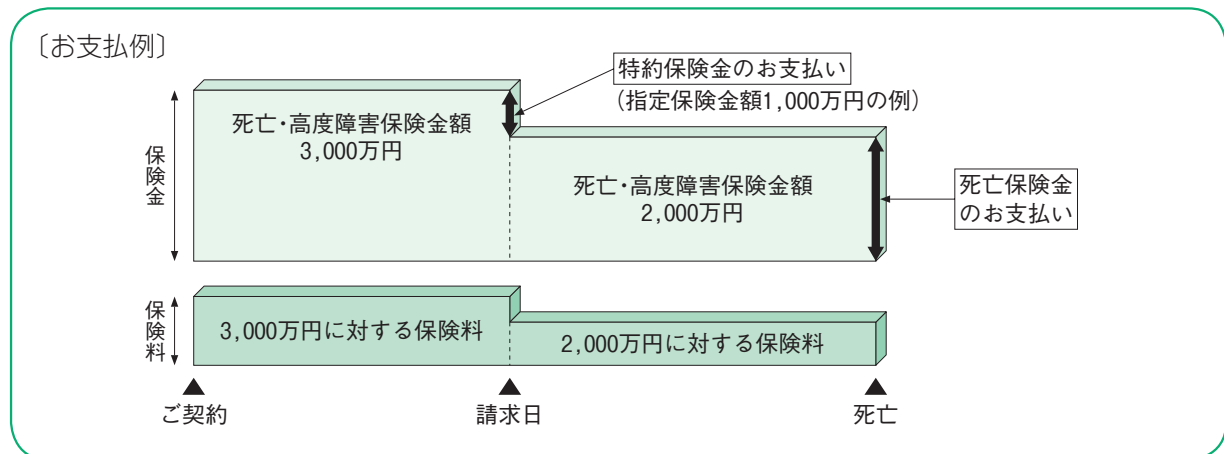 〔お支払例〕
特約保険金のお支払い
（指定保険金額1,000万円の例）
死亡・高度障害保険金額
3,000万円
保険金
死亡・高度障害保険金額
2,000万円
死亡保険金
のお支払い
保険料
3,000万円に対する保険料
2,000万円に対する保険料
ご契約
請求日
死亡